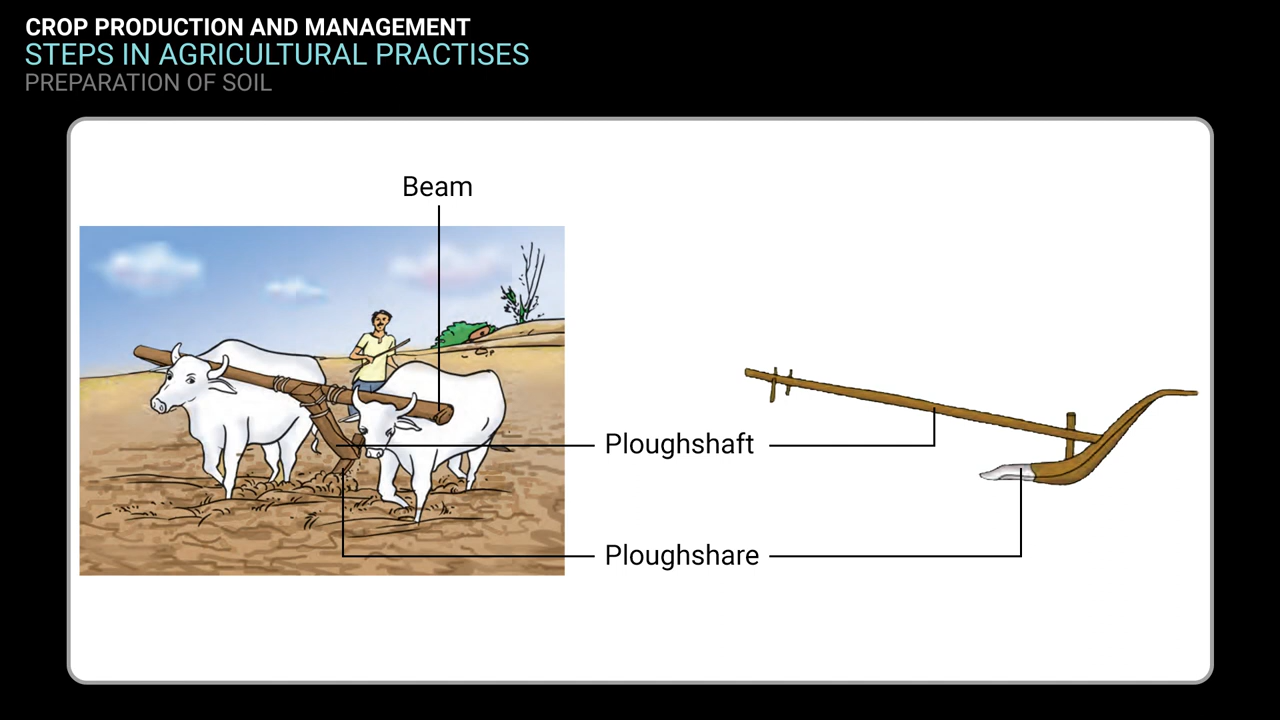 CROP PRODUCTION AND MANAGEMENT
STEPS IN AGRICULTURAL PRACTISES
PREPARATION OF SOIL
Beam
Ploughshaft
Ploughshare